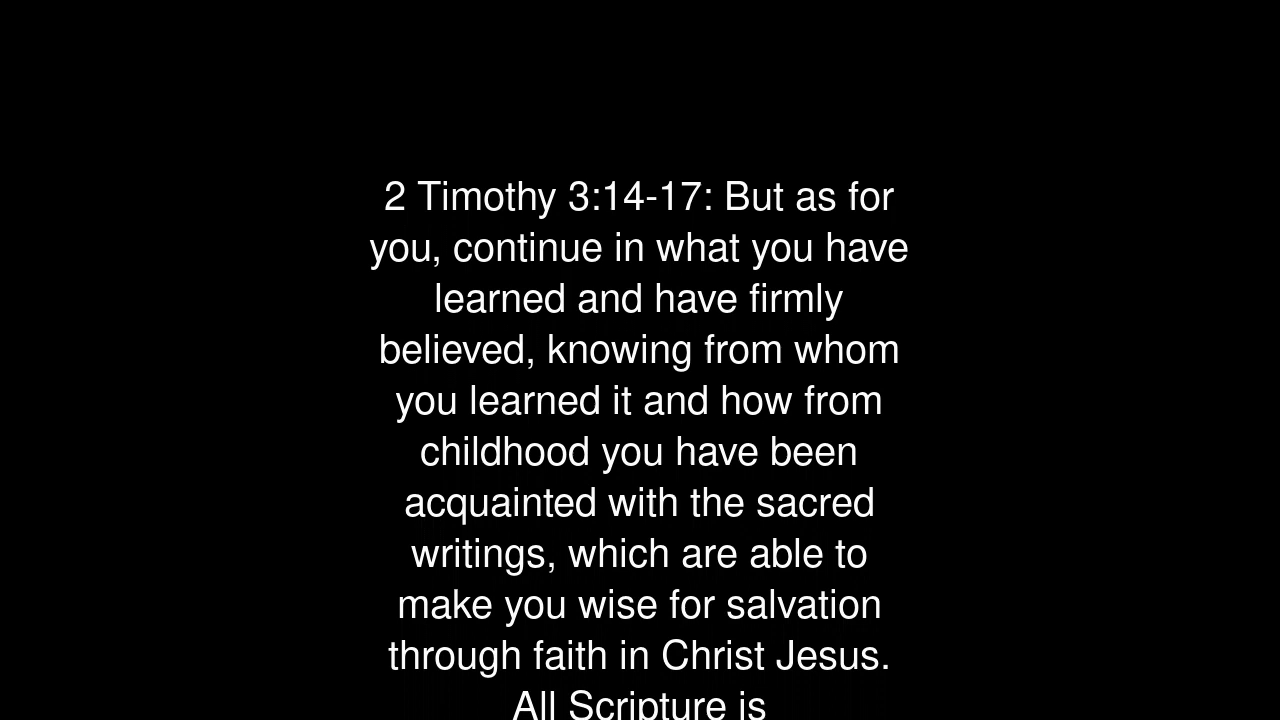 2 Timothy 3:14-17: But as for
you, continue in what you have
learned and have firmly
believed, knowing from whom
you learned it and how from
childhood you have been
acquainted with the sacred
writings, which are able to
make you wise for salvation
through faith in Christ Jesus.
All Scripture is